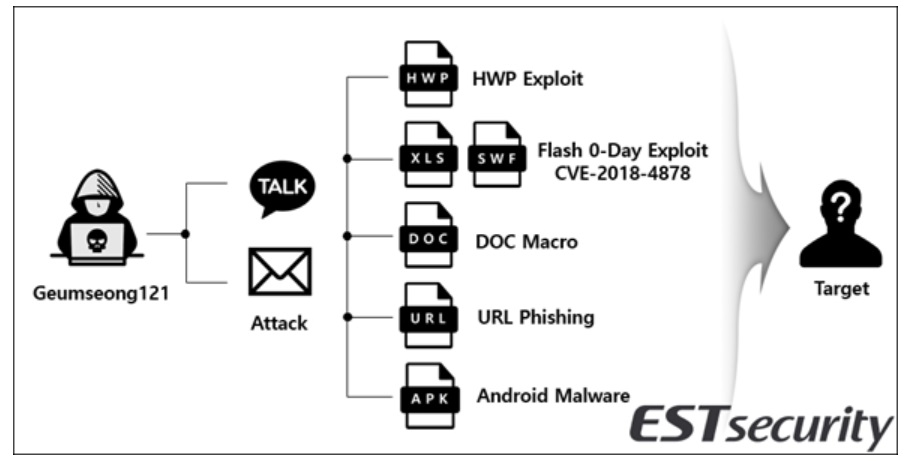 Geumseong121
TALK
Attack
HWP
HWP Exploit
XLS
SWF
Flash 0-Day Exploit
CVE-2018-4878
DOC
DOC Macro
URL
URL Phishing
APK
Android Malware
?
Target
ESTsecurity